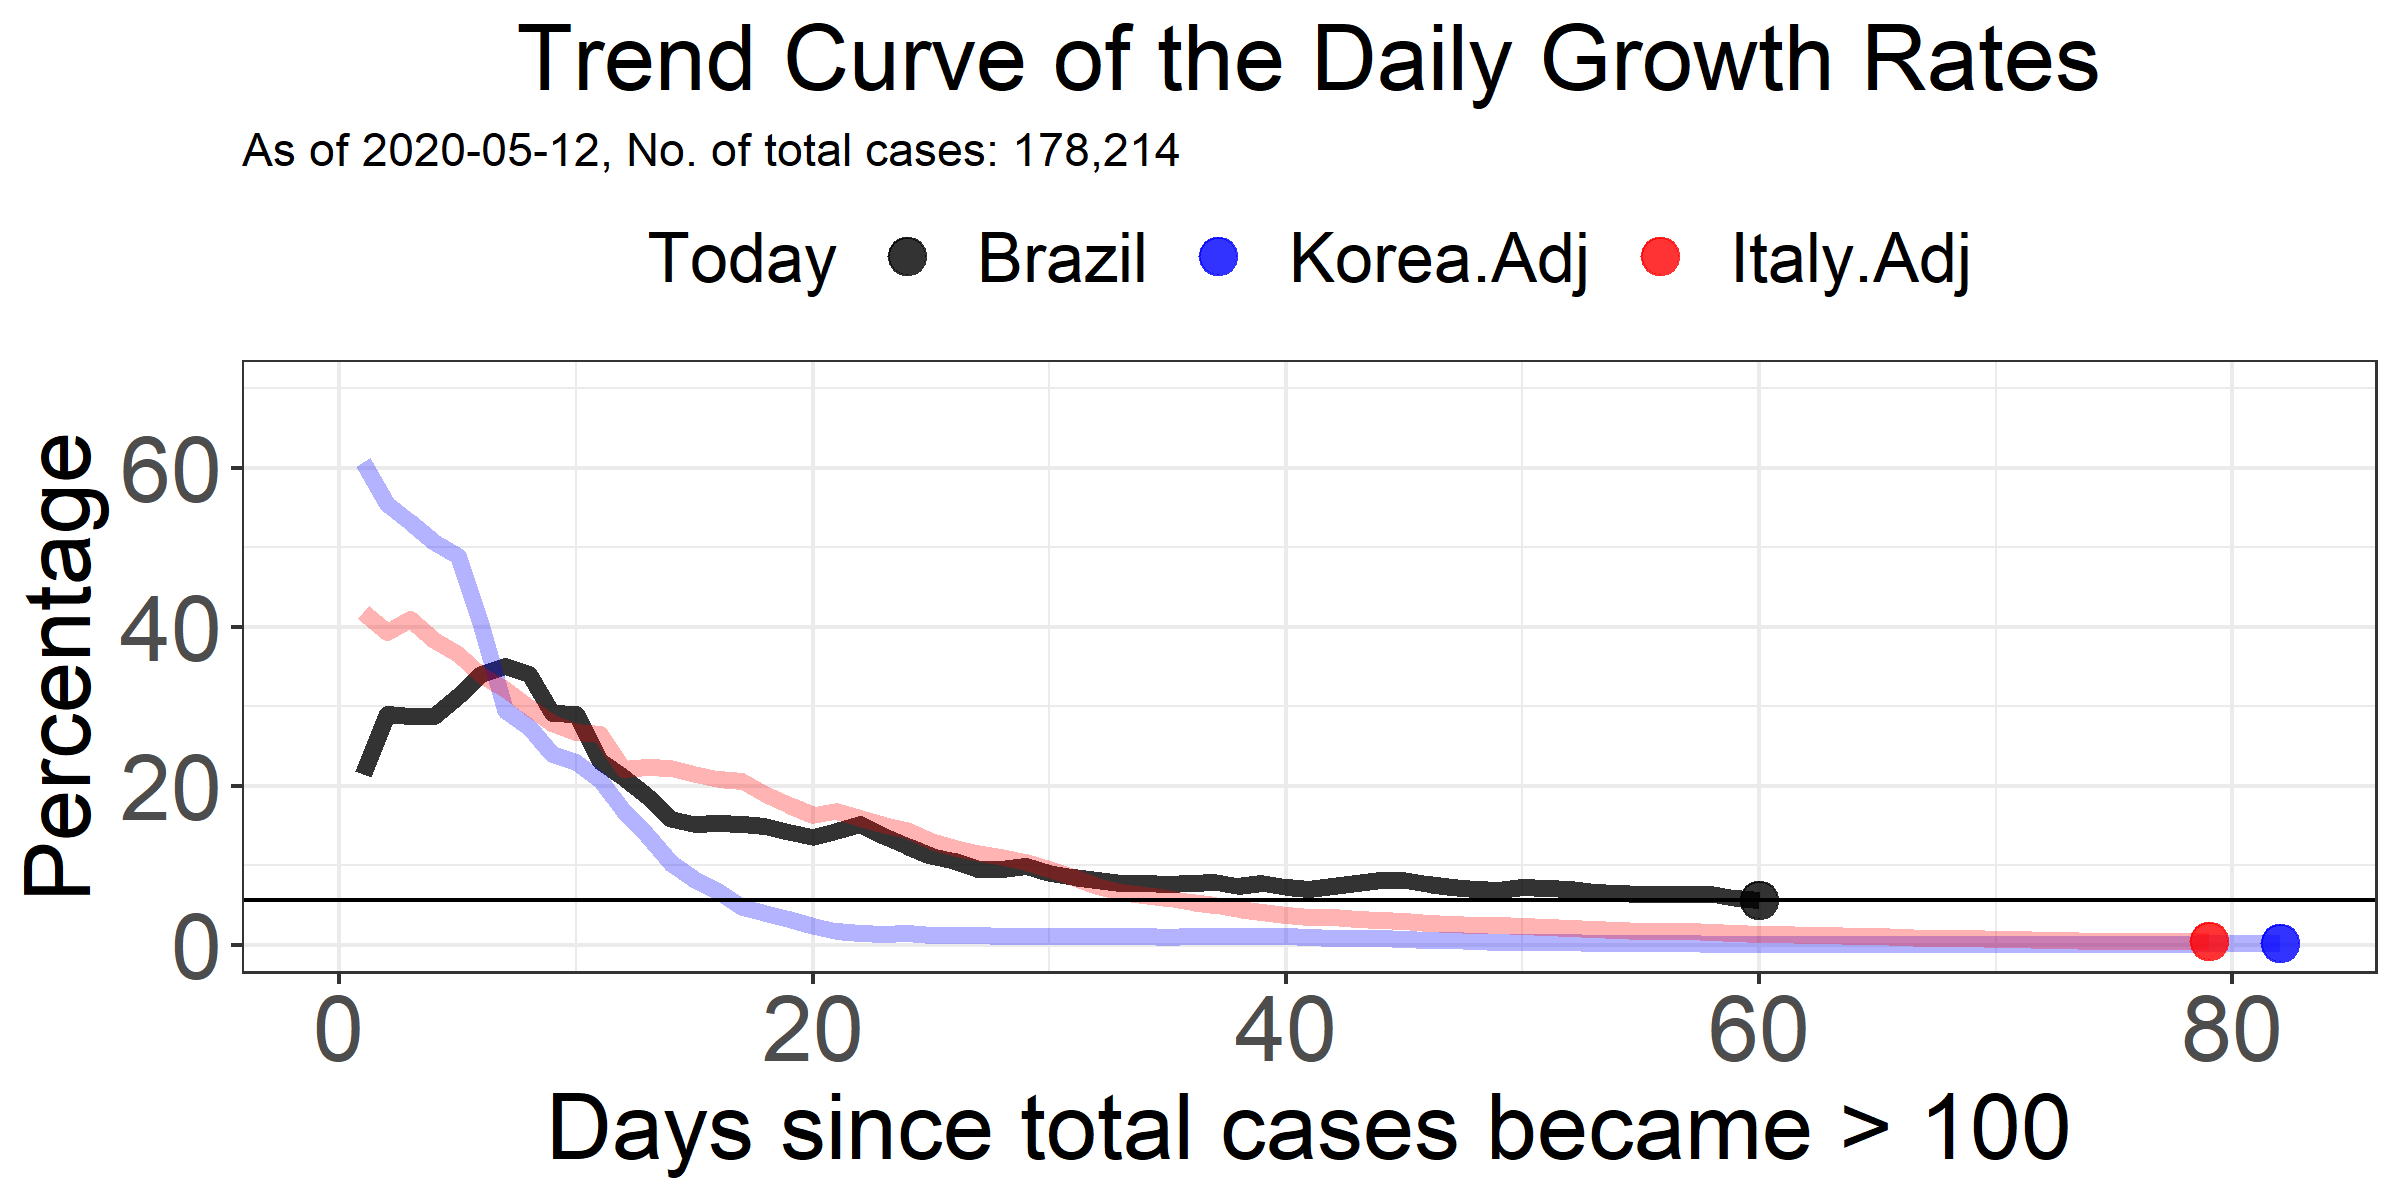 Trend Curve of the Daily Growth Rates
As of 2020-05-12, No. of total cases: 178,214
Today Brazil Korea.Adj Italy.Adj
Percentage
60
40
20
0
0 20 40 60 80
Days since total cases became > 100